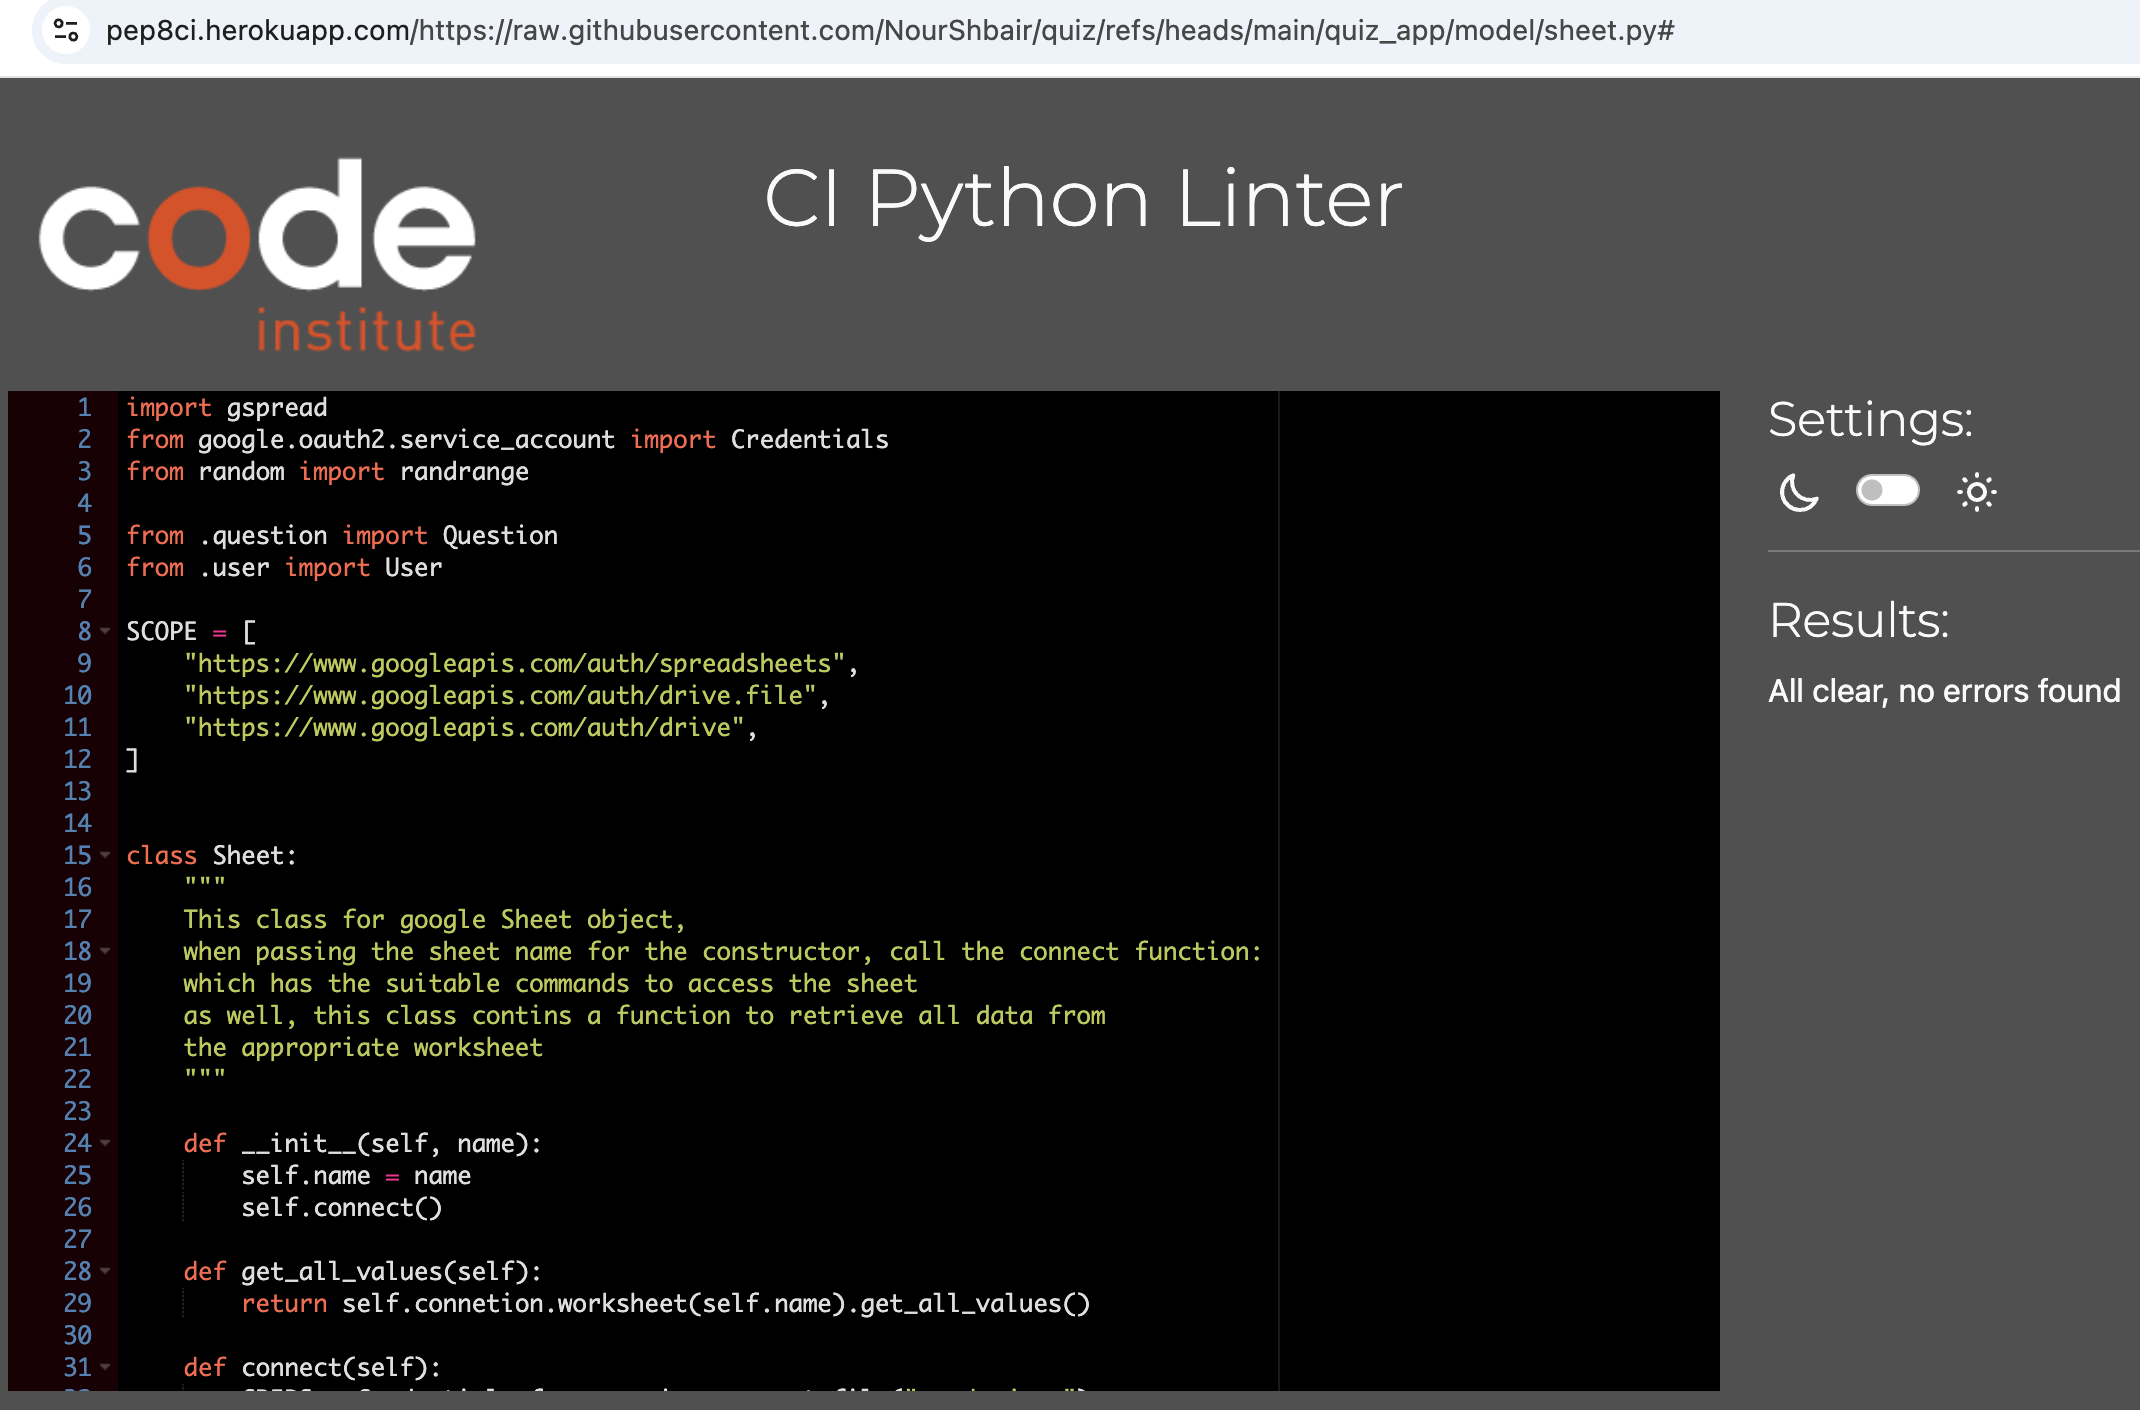 pep8ci.herokuapp.com/https://raw.githubusercontent.com/NourShbair/quiz/refs/heads/main/quiz_app/model/sheet.py#
code
institute
CI Python Linter
1 import gspread
2 from google.oauth2.service_account import Credentials
3 from random import randrange
4
5 from .question import Question
6 from .user import User
7
8 SCOPE = [
9     "https://www.googleapis.com/auth/spreadsheets",
10     "https://www.googleapis.com/auth/drive.file",
11     "https://www.googleapis.com/auth/drive",
12 ]
13
14
15 class Sheet:
16     """
17     This class for google Sheet object,
18     when passing the sheet name for the constructor, call the connect function:
19     which has the suitable commands to access the sheet
20     as well, this class contins a function to retrieve all data from
21     the appropriate worksheet
22     """
23
24     def __init__(self, name):
25         self.name = name
26         self.connect()
27
28     def get_all_values(self):
29         return self.connetion.worksheet(self.name).get_all_values()
30
31     def connect(self):
Settings:
Results:
All clear, no errors found